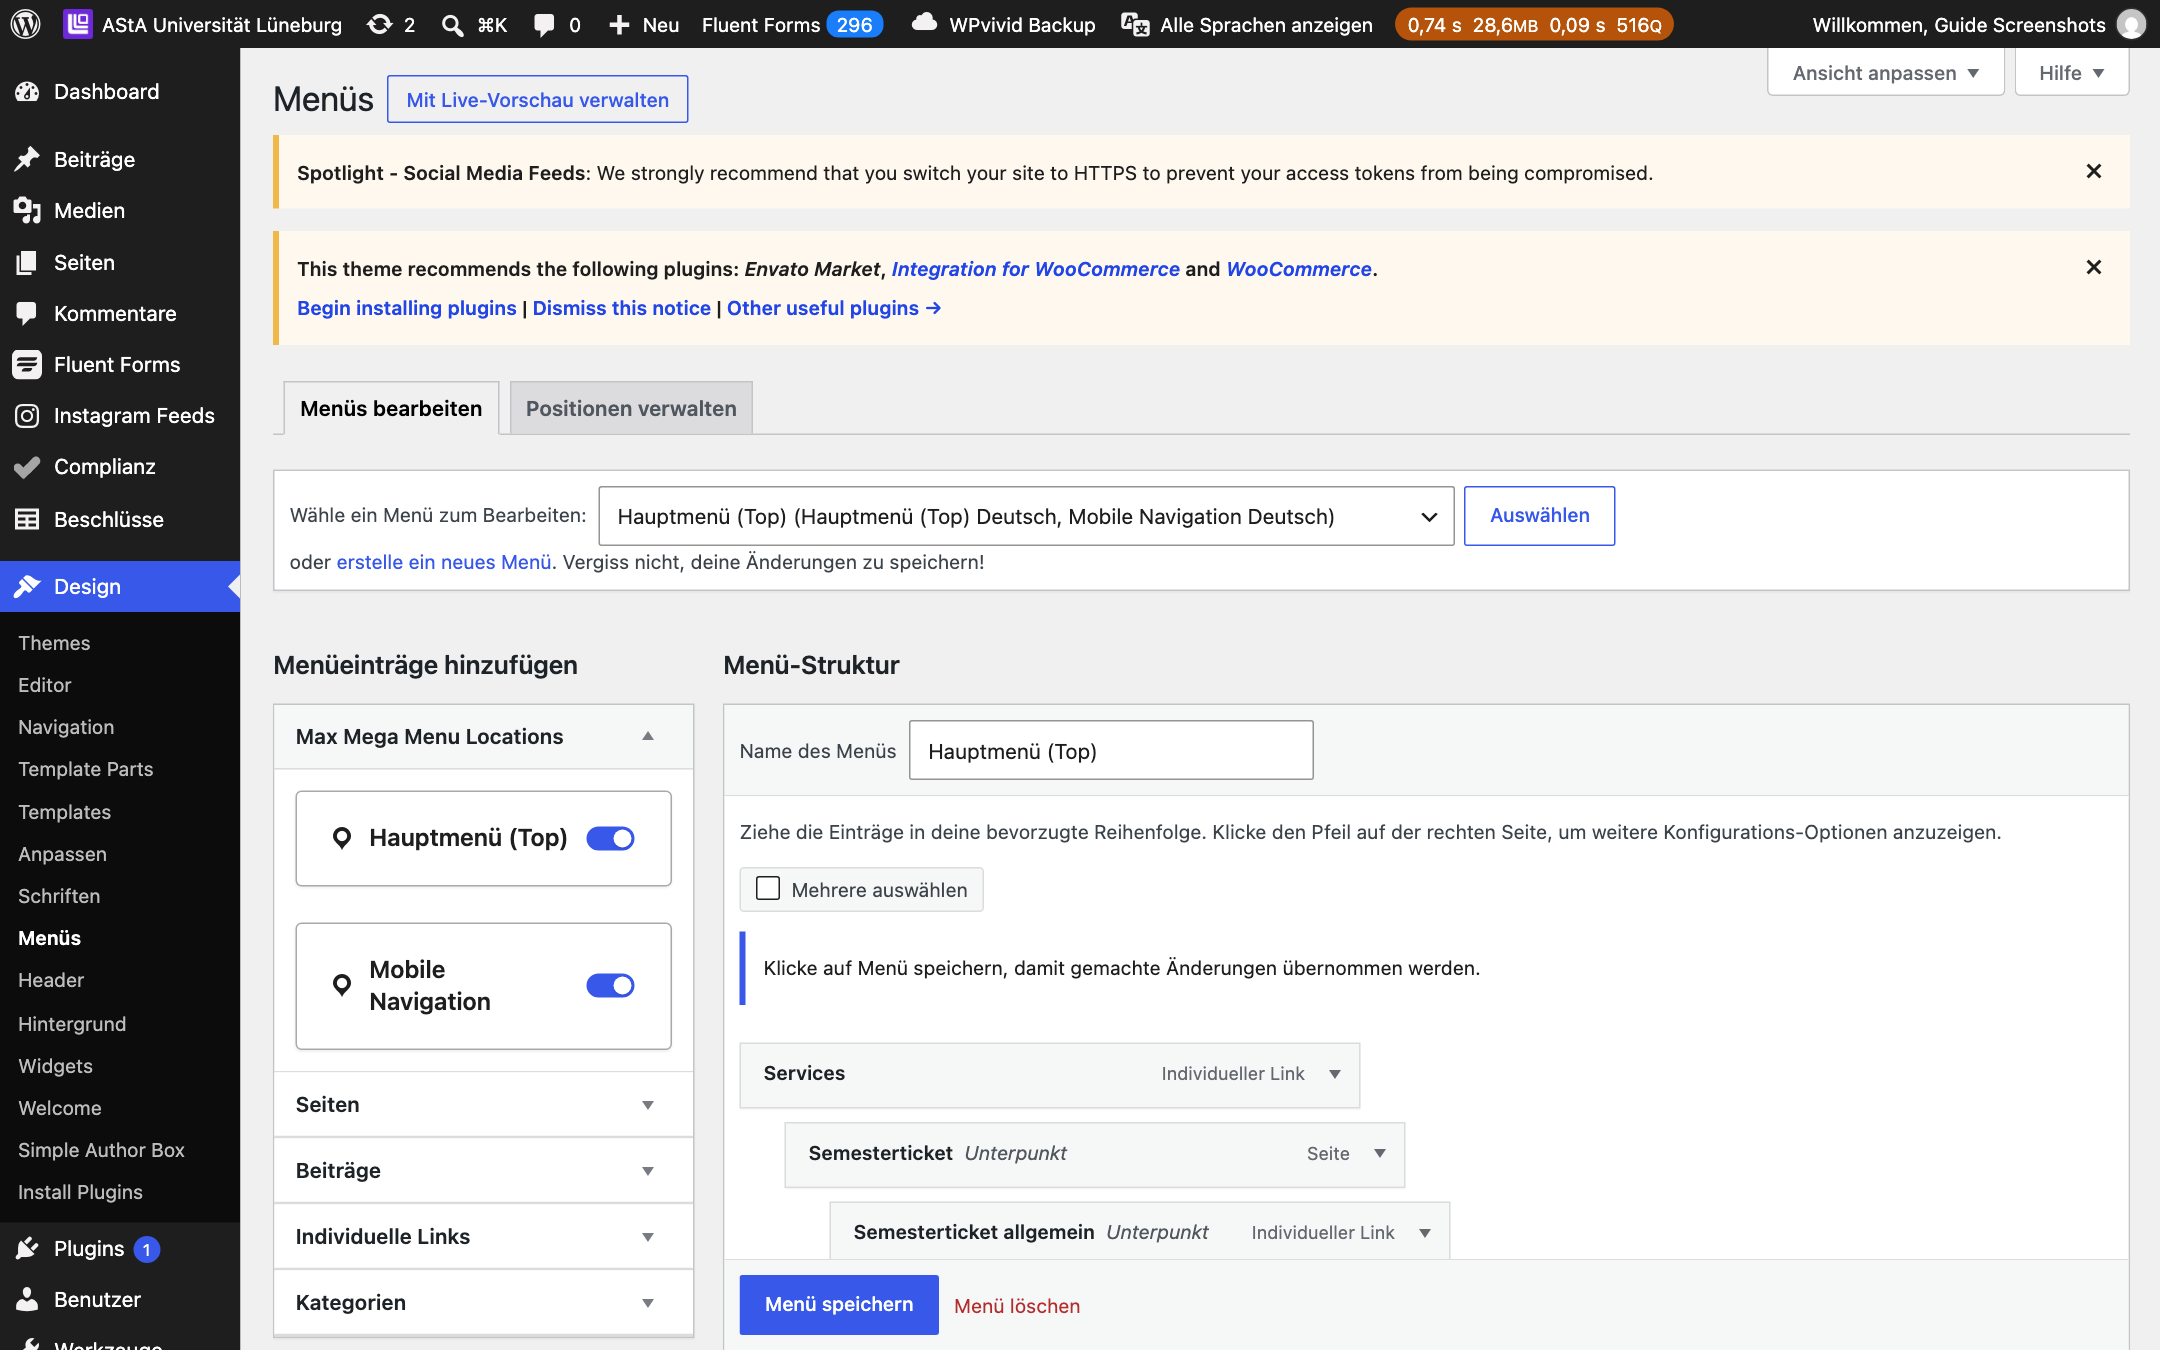 AStA Universität Lüneburg 2 ⌘K 0 Neu Fluent Forms 296 WPvivid Backup Alle Sprachen anzeigen 0,74 s 28,6MB 0,09 s 516Q Willkommen, Guide Screenshots
Dashboard
Beiträge
Medien
Seiten
Kommentare
Fluent Forms
Instagram Feeds
Complianz
Beschlüsse
Design
Themes
Editor
Navigation
Template Parts
Templates
Anpassen
Schriften
Menüs
Header
Hintergrund
Widgets
Welcome
Simple Author Box
Install Plugins
Plugins 1
Benutzer
Werkzeuge
Ansicht anpassen Hilfe
Menüs Mit Live-Vorschau verwalten
Spotlight - Social Media Feeds: We strongly recommend that you switch your site to HTTPS to prevent your access tokens from being compromised.
This theme recommends the following plugins: Envato Market, Integration for WooCommerce and WooCommerce.
Begin installing plugins | Dismiss this notice | Other useful plugins →
Menüs bearbeiten Positionen verwalten
Wähle ein Menü zum Bearbeiten: Hauptmenü (Top) (Hauptmenü (Top) Deutsch, Mobile Navigation Deutsch) Auswählen
oder erstelle ein neues Menü. Vergiss nicht, deine Änderungen zu speichern!
Menüeinträge hinzufügen
Max Mega Menu Locations
Hauptmenü (Top)
Mobile
Navigation
Seiten
Beiträge
Individuelle Links
Kategorien
Menü-Struktur
Name des Menüs Hauptmenü (Top)
Ziehe die Einträge in deine bevorzugte Reihenfolge. Klicke den Pfeil auf der rechten Seite, um weitere Konfigurations-Optionen anzuzeigen.
Mehrere auswählen
Klicke auf Menü speichern, damit gemachte Änderungen übernommen werden.
Services Individueller Link
Semesterticket Unterpunkt Seite
Semesterticket allgemein Unterpunkt Individueller Link
Menü speichern Menü löschen